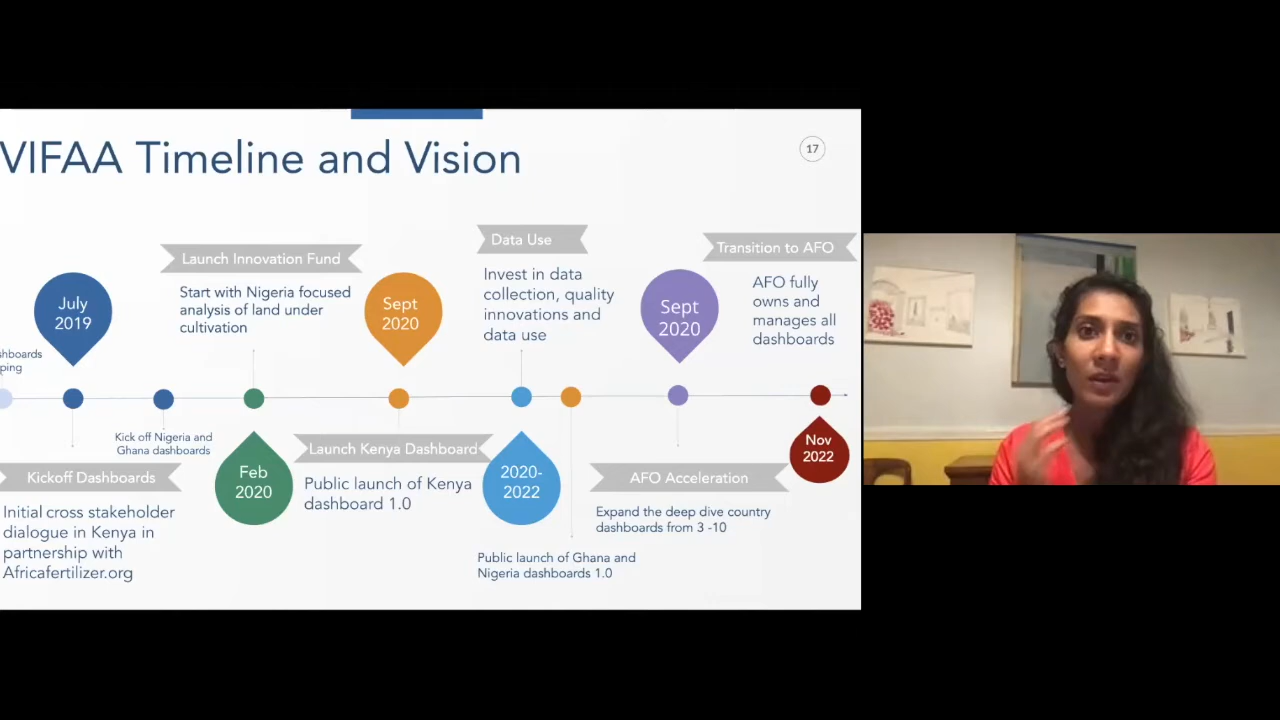 VIFAA Timeline and Vision
17
July
2019
Launch Innovation Fund
Start with Nigeria focused
analysis of land under
cultivation
Sept
2020
Data Use
Invest in data
collection, quality
innovations and
data use
Sept
2020
Transition to AFO
AFO fully
owns and
manages all
dashboards
shboards
ping
Kick off Nigeria and
Ghana dashboards
Kickoff Dashboards
Initial cross stakeholder
dialogue in Kenya in
partnership with
Africafertilizer.org
Feb
2020
Launch Kenya Dashboard
Public launch of Kenya
dashboard 1.0
2020-
2022
Public launch of Ghana and
Nigeria dashboards 1.0
AFO Acceleration
Expand the deep dive country
dashboards from 3 -10
Nov
2022